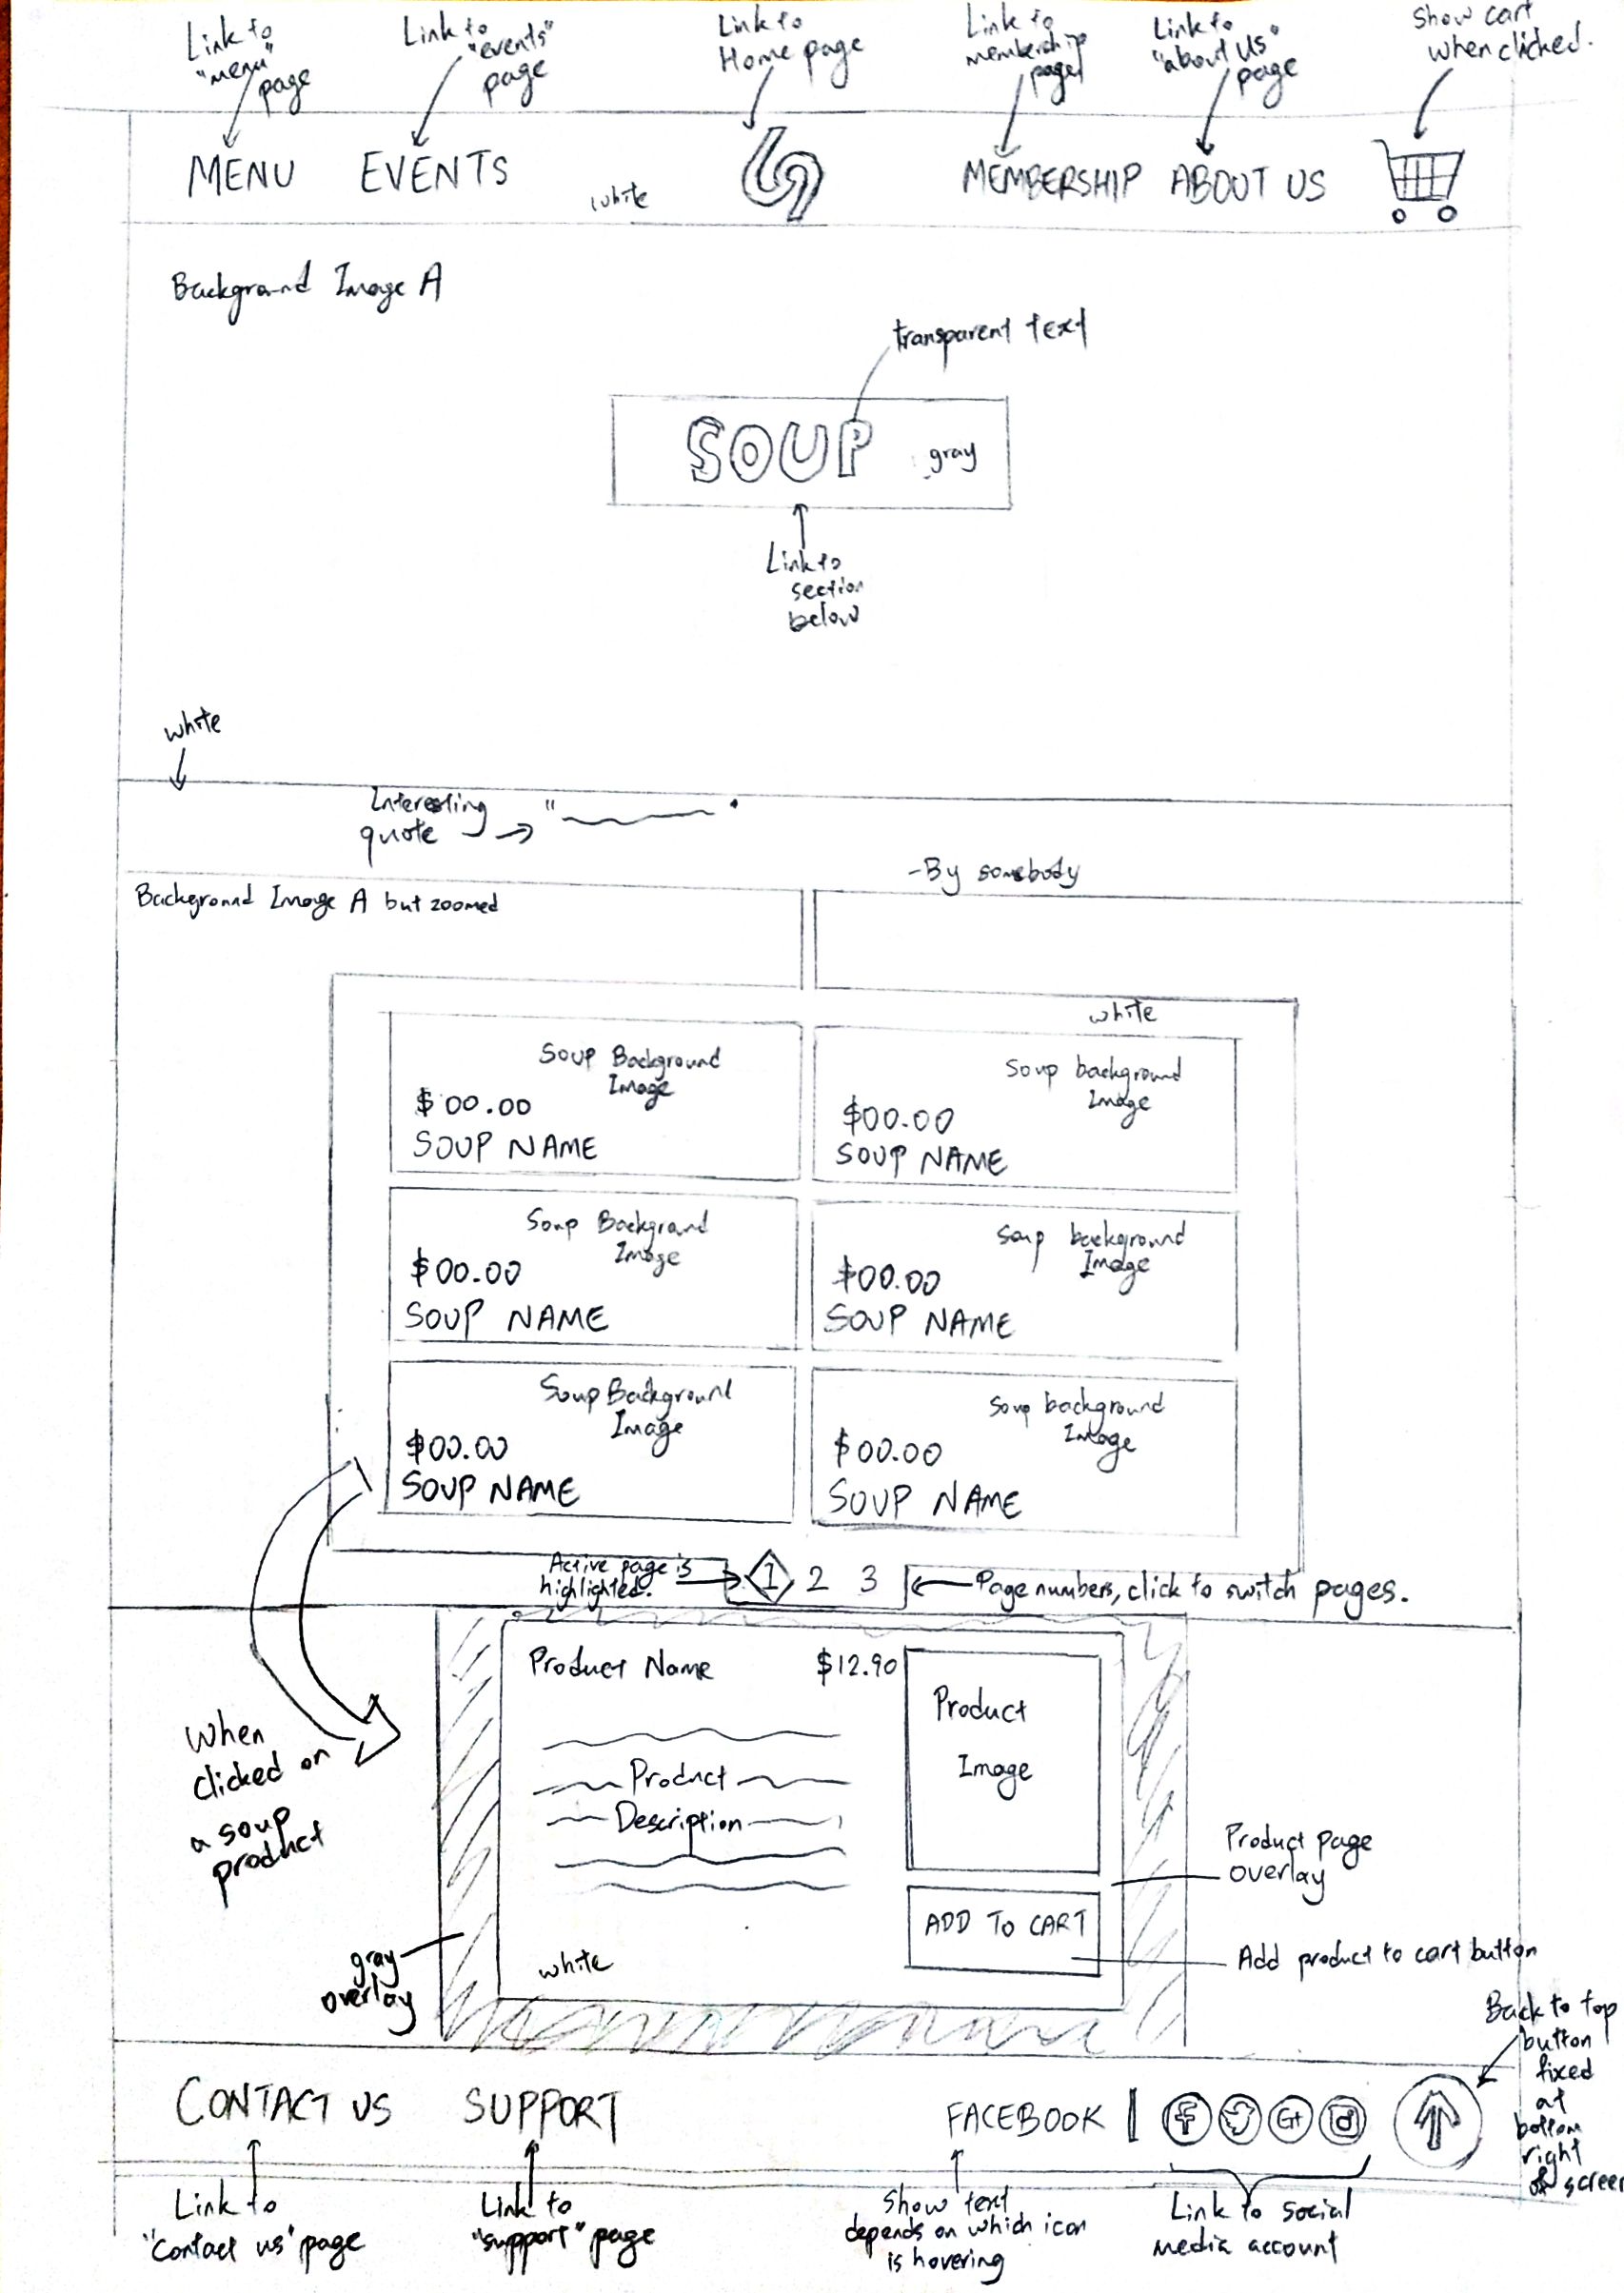 Link to
"menu"
page
Link to
"events"
page
Link to
Home page
Link to
membership
page
Link to
"about Us"
page
Show cart
when clicked.
MENU
EVENTS
white
MEMBERSHIP
ABOUT US
Background Image A
transparent text
SOUP
gray
Link to
section
below
white
Interesting
quote
"
-By somebody
Background Image A but zoomed
white
Soup Background
Image
$00.00
SOUP NAME
Soup background
Image
$00.00
SOUP NAME
Soup Background
Image
$00.00
SOUP NAME
Soup background
Image
$00.00
SOUP NAME
Soup Background
Image
$00.00
SOUP NAME
Soup background
Image
$00.00
SOUP NAME
Active page is
highlighted.
1 2 3
Page numbers, click to switch pages.
Product Name
$12.90
Product
Image
Product
Description
When
clicked on
a soup
product
Product page
overlay
ADD TO CART
Add product to cart button
gray
overlay
white
Back to top
button
fixed
at
bottom
right
of screen
CONTACT US
SUPPORT
FACEBOOK |
f
G+
Link to
"Contact us" page
Link to
"support" page
Show text
depends on which icon
is hovering
Link to social
media account